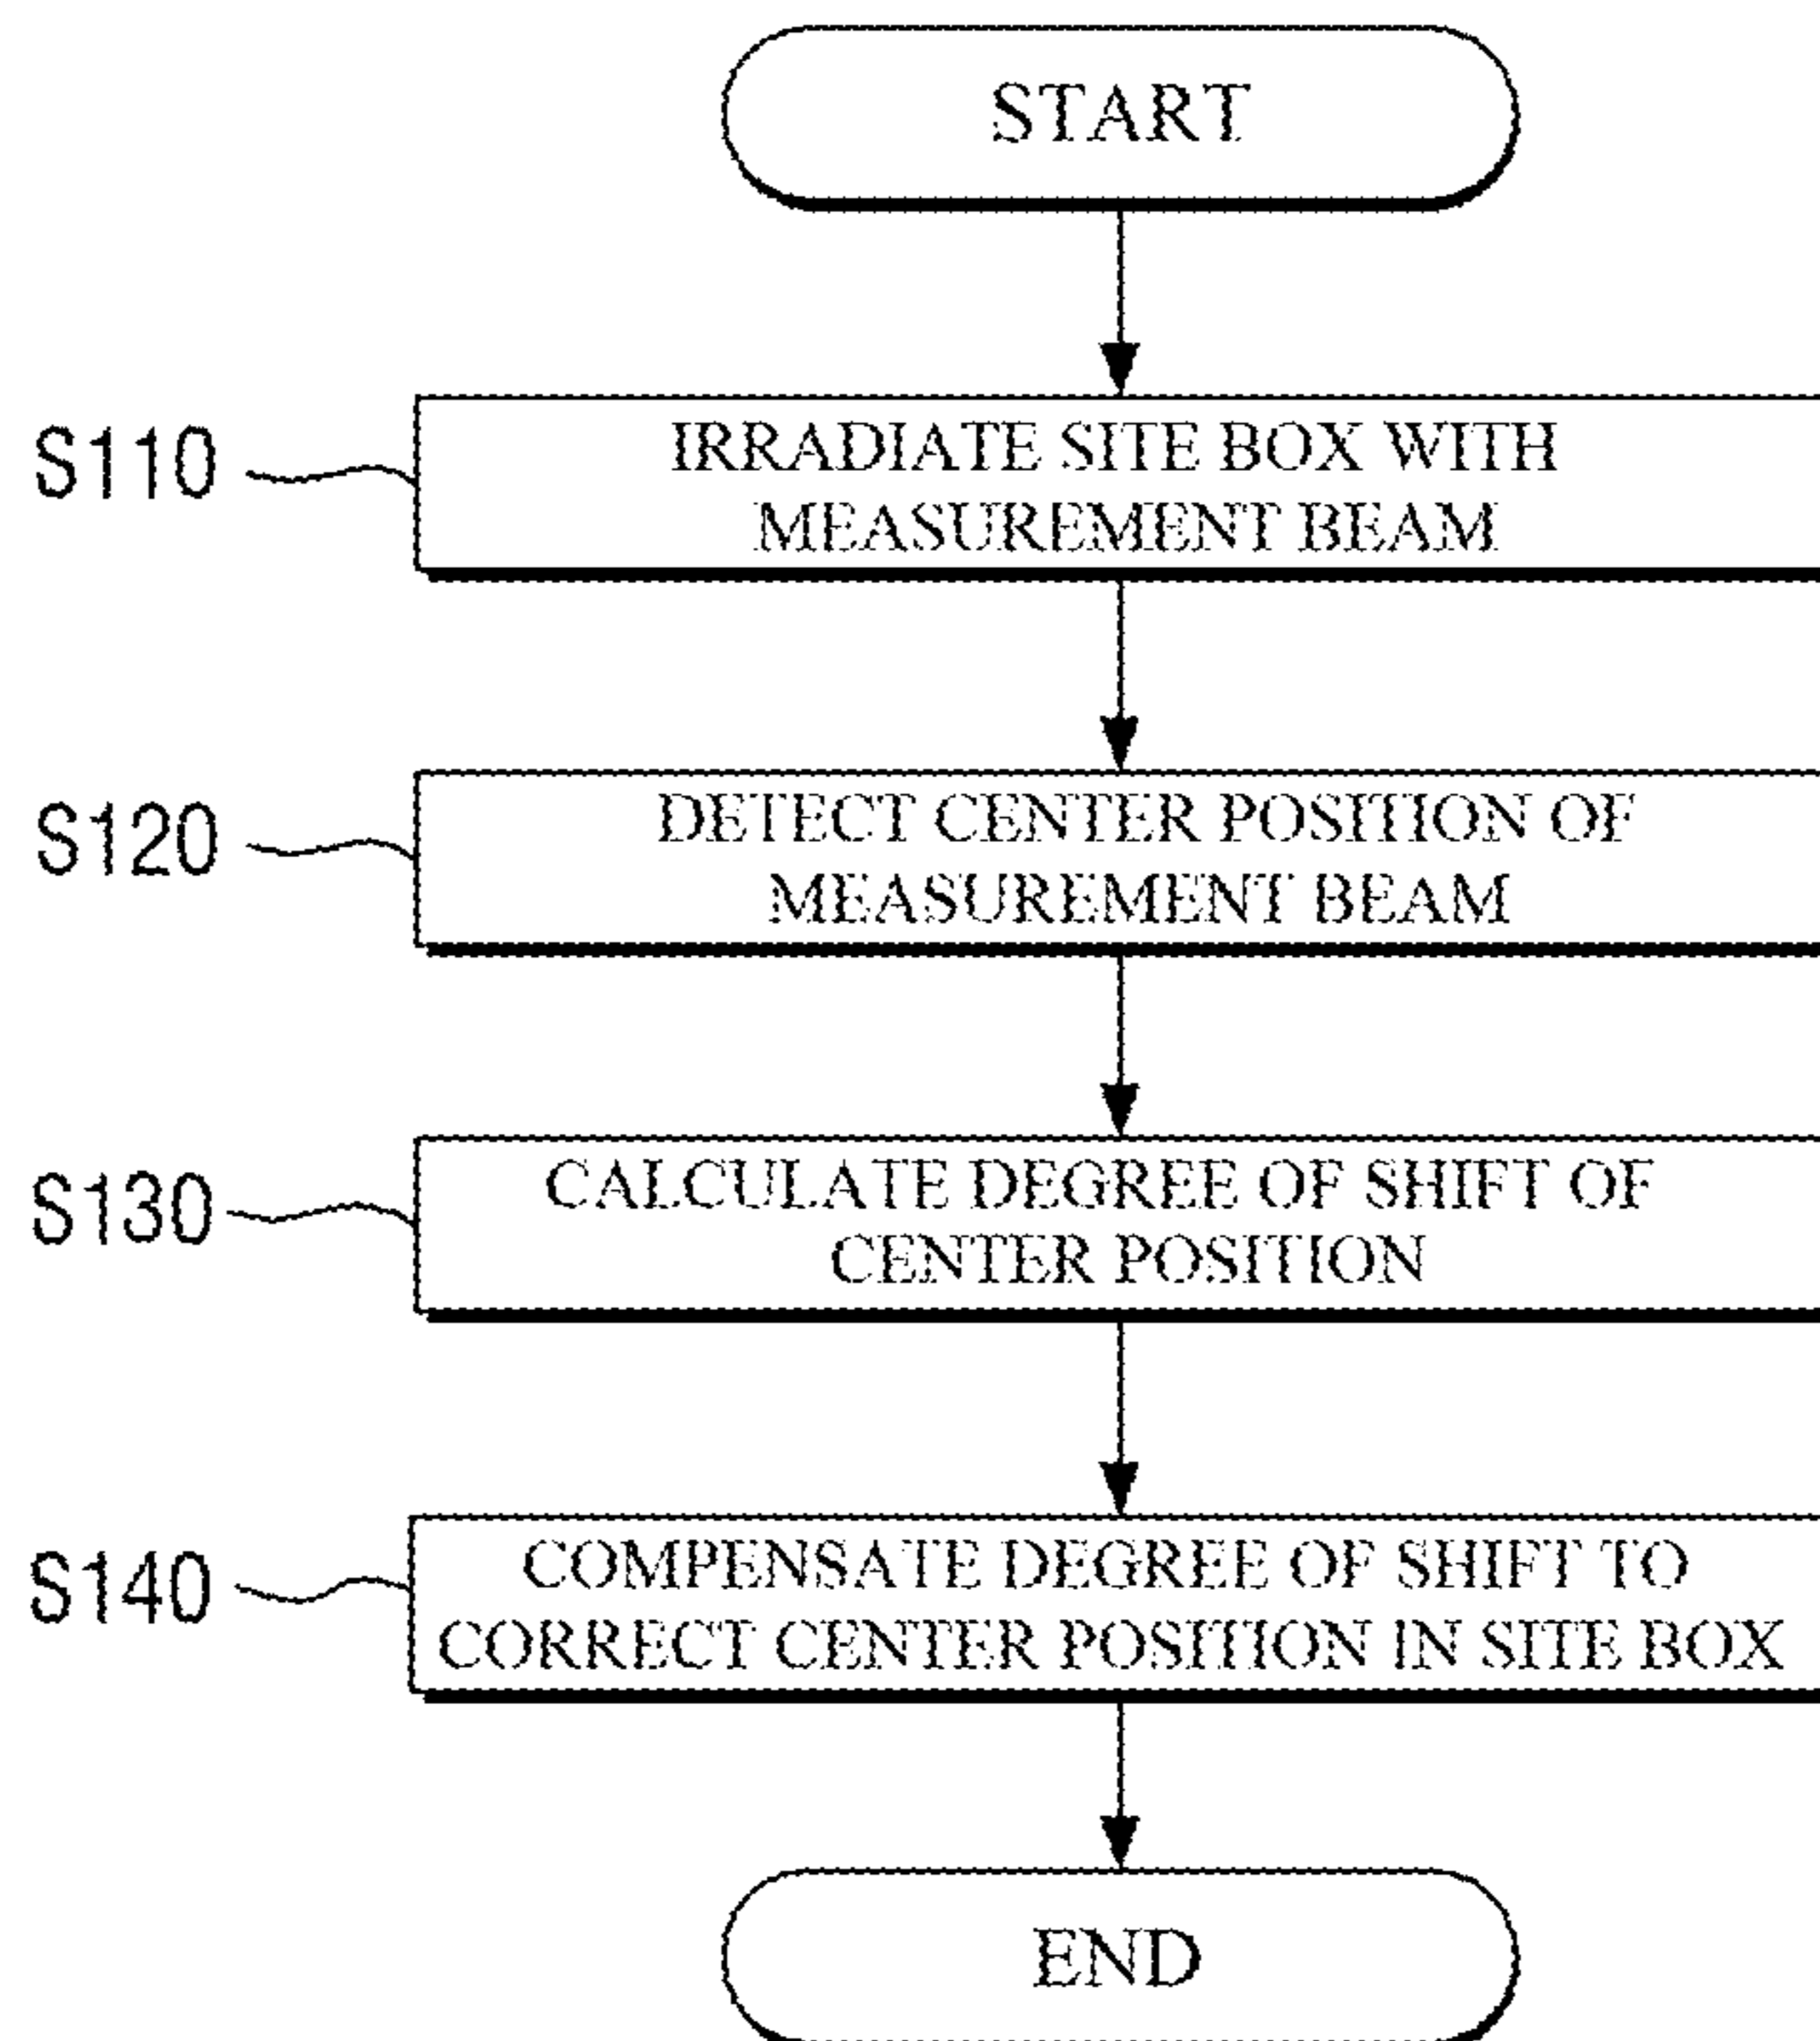 START
S110
IRRADIATE SITE BOX WITH
MEASUREMENT BEAM
S120
DETECT CENTER POSITION OF
MEASUREMENT BEAM
S130
CALCULATE DEGREE OF SHIFT OF
CENTER POSITION
S140
COMPENSATE DEGREE OF SHIFT TO
CORRECT CENTER POSITION IN SITE BOX
END